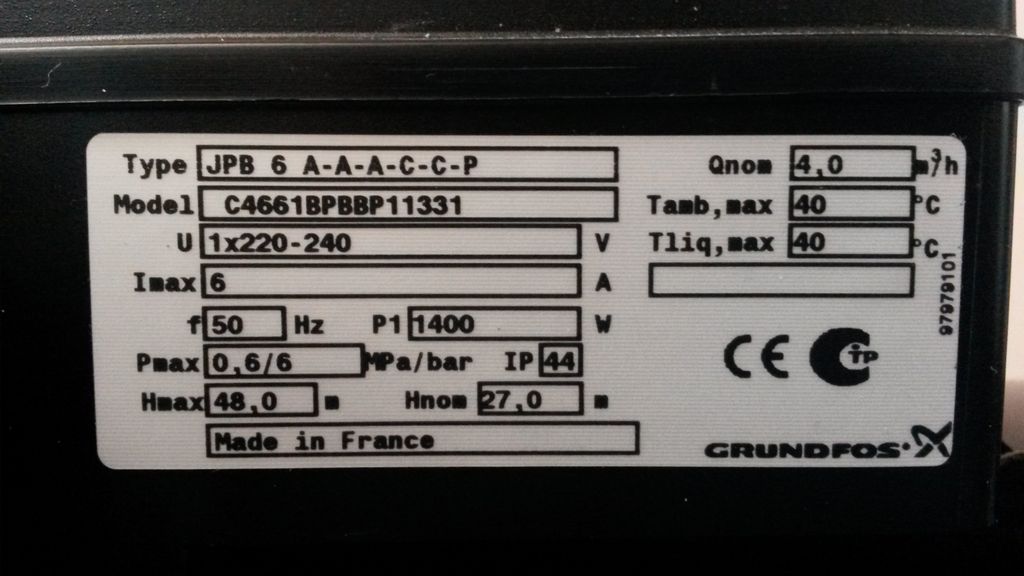 Type JPB 6 A-A-A-C-C-P
Model C4661BPBBP11331
U 1x220-240 V
Imax 6 A
f 50 Hz P1 1400 W
Pmax 0,6/6 MPa/bar IP 44
Hmax 48,0 m Hnom 27,0 m
Made in France
Qnom 4,0 m³/h
Tamb,max 40 °C
Tliq,max 40 °C
97979101
CE TP
GRUNDFOS